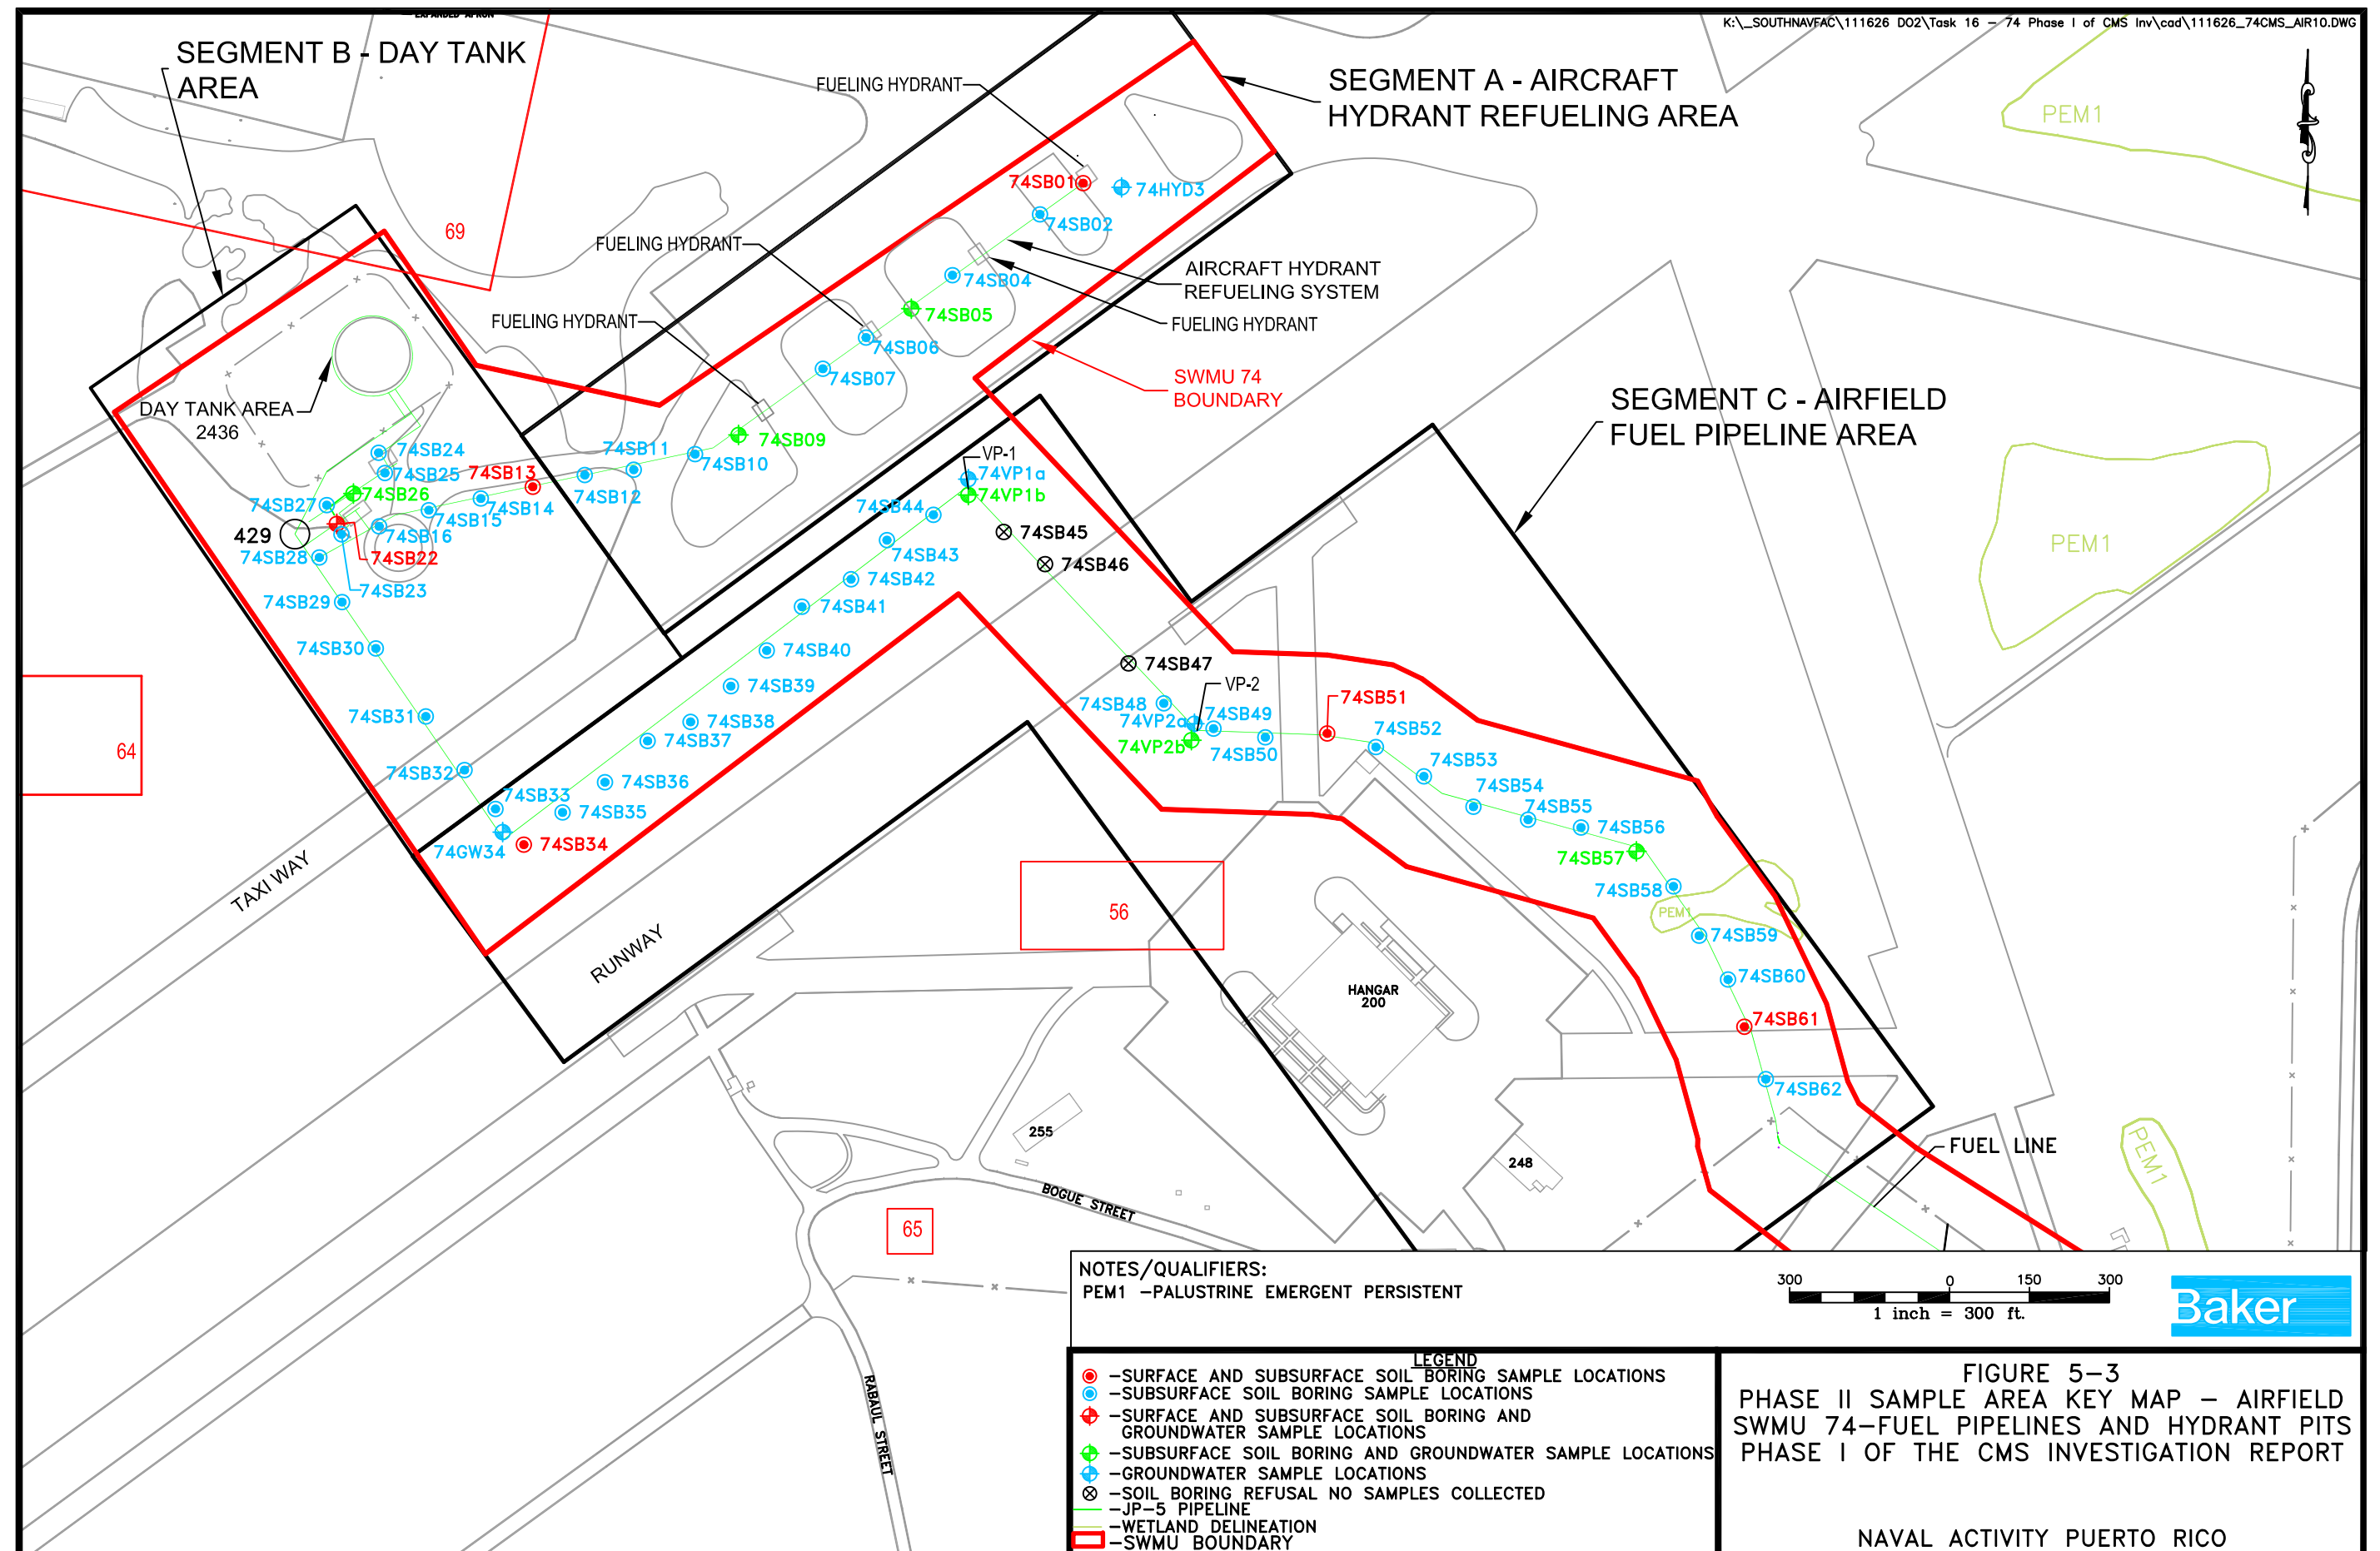 EXPANDED APRON
K:\_SOUTHNAVFAC\111626 DO2\Task 16 - 74 Phase I of CMS Inv\cad\111626_74CMS_AIR10.DWG
SEGMENT B - DAY TANK
AREA
FUELING HYDRANT
SEGMENT A - AIRCRAFT
HYDRANT REFUELING AREA
PEM1
74SB01
74HYD3
74SB02
69
FUELING HYDRANT
AIRCRAFT HYDRANT
REFUELING SYSTEM
74SB04
74SB05
FUELING HYDRANT
FUELING HYDRANT
74SB06
74SB07
SWMU 74
BOUNDARY
SEGMENT C - AIRFIELD
FUEL PIPELINE AREA
DAY TANK AREA
2436
74SB09
74SB24
74SB11
74SB10
VP-1
74SB25
74SB13
74SB12
74VP1a
74SB26
74VP1b
74SB27
74SB14
74SB15
74SB44
429
74SB16
74SB45
PEM1
74SB28
74SB22
74SB43
74SB46
74SB23
74SB42
74SB29
74SB41
74SB30
74SB40
74SB47
74SB39
VP-2
74SB51
74SB31
74SB38
74SB48
74SB49
74VP2a
74SB37
74VP2b
74SB50
74SB52
64
74SB32
74SB36
74SB53
74SB54
74SB33
74SB35
74SB55
74SB56
74GW34
74SB34
74SB57
TAXI WAY
74SB58
56
PEM1
RUNWAY
74SB59
74SB60
HANGAR
200
74SB61
74SB62
255
FUEL LINE
248
PEM1
BOGUE STREET
65
RABAUL STREET
NOTES/QUALIFIERS:
PEM1 -PALUSTRINE EMERGENT PERSISTENT
300 0 150 300
1 inch = 300 ft.
Baker
LEGEND
-SURFACE AND SUBSURFACE SOIL BORING SAMPLE LOCATIONS
-SUBSURFACE SOIL BORING SAMPLE LOCATIONS
-SURFACE AND SUBSURFACE SOIL BORING AND
GROUNDWATER SAMPLE LOCATIONS
-SUBSURFACE SOIL BORING AND GROUNDWATER SAMPLE LOCATIONS
-GROUNDWATER SAMPLE LOCATIONS
-SOIL BORING REFUSAL NO SAMPLES COLLECTED
-JP-5 PIPELINE
-WETLAND DELINEATION
-SWMU BOUNDARY
FIGURE 5-3
PHASE II SAMPLE AREA KEY MAP - AIRFIELD
SWMU 74-FUEL PIPELINES AND HYDRANT PITS
PHASE I OF THE CMS INVESTIGATION REPORT
NAVAL ACTIVITY PUERTO RICO